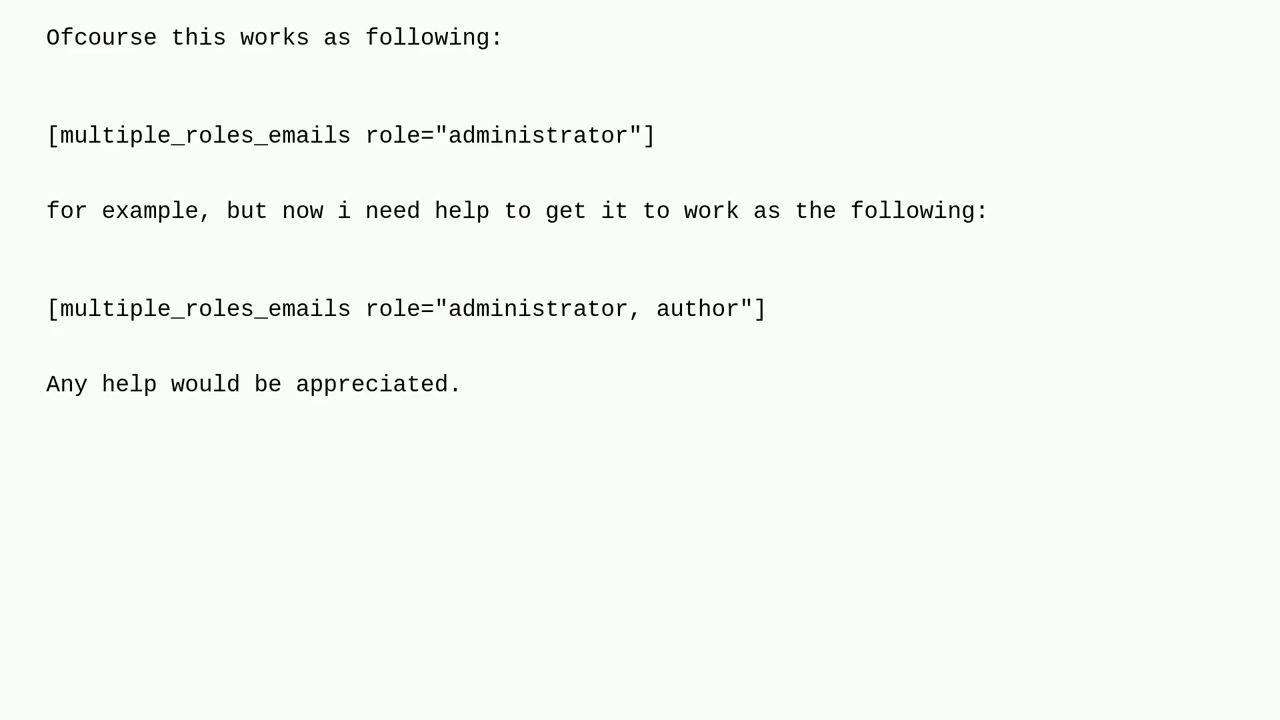 Ofcourse this works as following:
[multiple_roles_emails role="administrator"]
for example, but now i need help to get it to work as the following:
[multiple_roles_emails role="administrator, author"]
Any help would be appreciated.